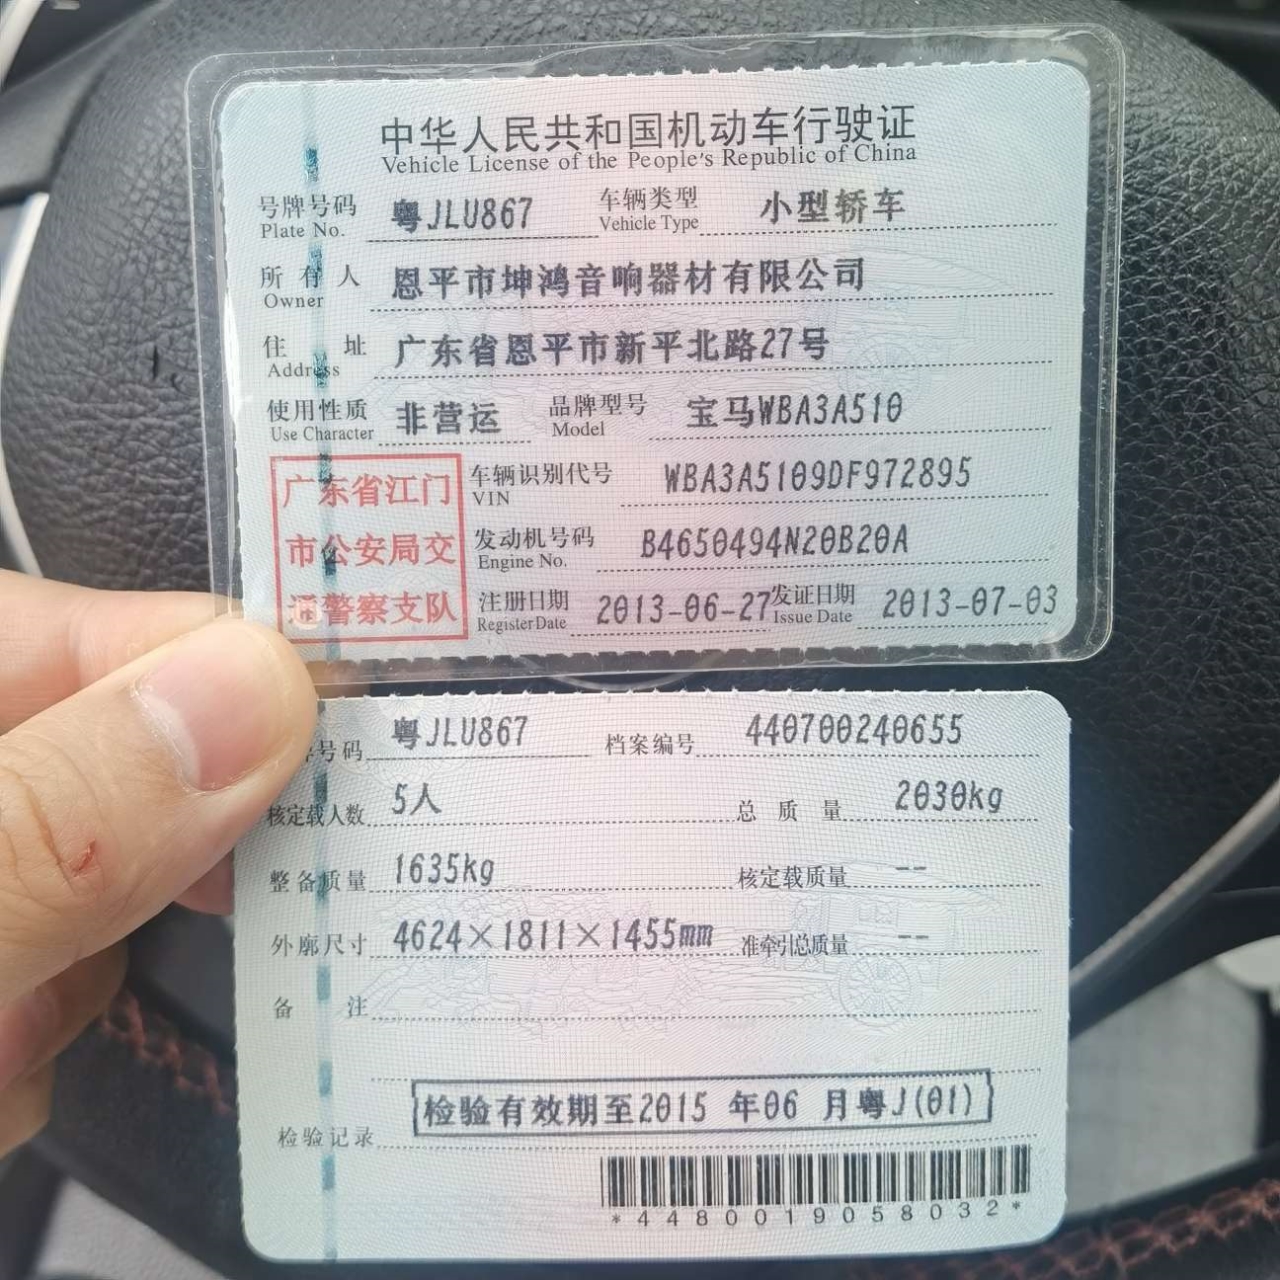 中华人民共和国机动车行驶证
Vehicle License of the People's Republic of China
号牌号码 粤JLU867 车辆类型 小型轿车
Plate No. Vehicle Type
所有人 恩平市坤鸿音响器材有限公司
Owner
住址 广东省恩平市新平北路27号
Address
使用性质 非营运 品牌型号 宝马WBA3A510
Use Character Model
广东省江门
市公安局交
通警察支队
车辆识别代号 WBA3A5109DF972895
VIN
发动机号码 B4650494N20B20A
Engine No.
注册日期 2013-06-27 发证日期 2013-07-03
Register Date Issue Date
号码 粤JLU867 档案编号 440700240655
核定载人数 5人 总质量 2030kg
整备质量 1635kg 核定载质量 --
外廓尺寸 4624×1811×1455mm 准牵引总质量 --
备注
检验有效期至2015 年06 月粤J(01)
检验记录
*4480019058032*